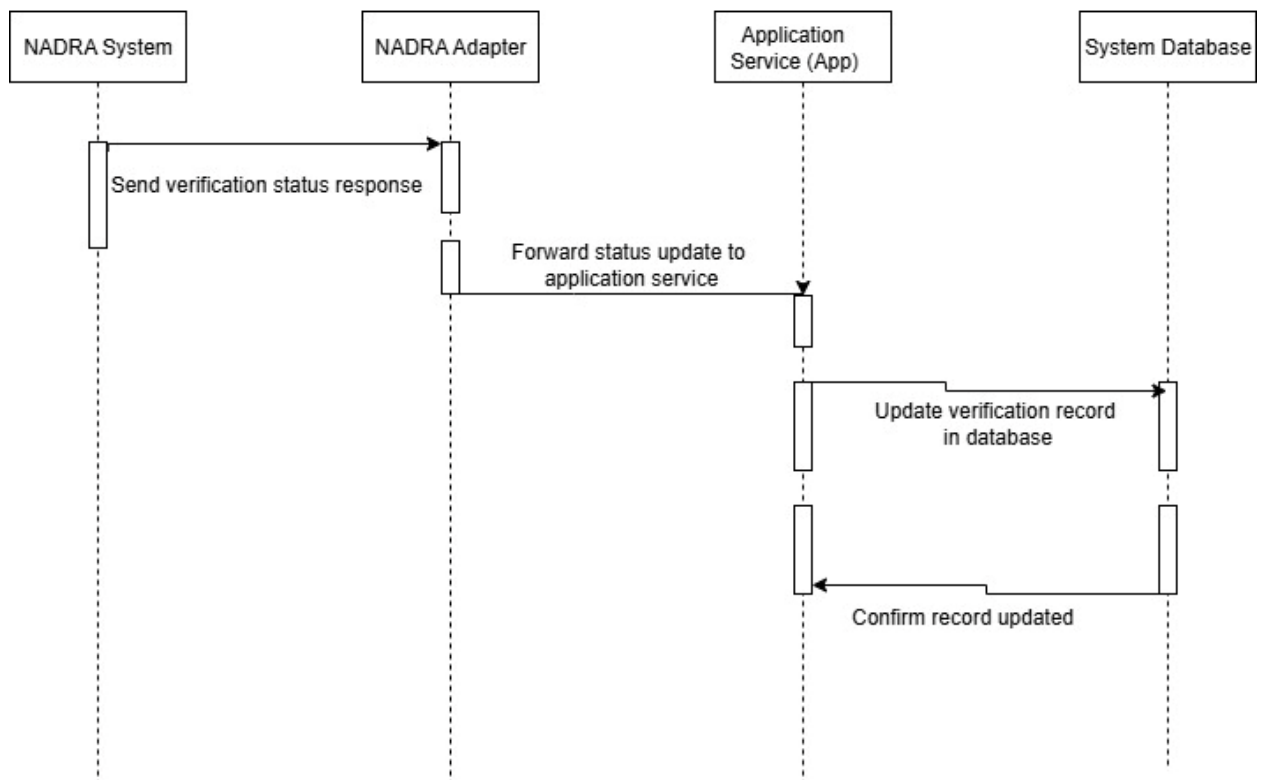 NADRA System
NADRA Adapter
Application
Service (App)
System Database
Send verification status response
Forward status update to
application service
Update verification record
in database
Confirm record updated